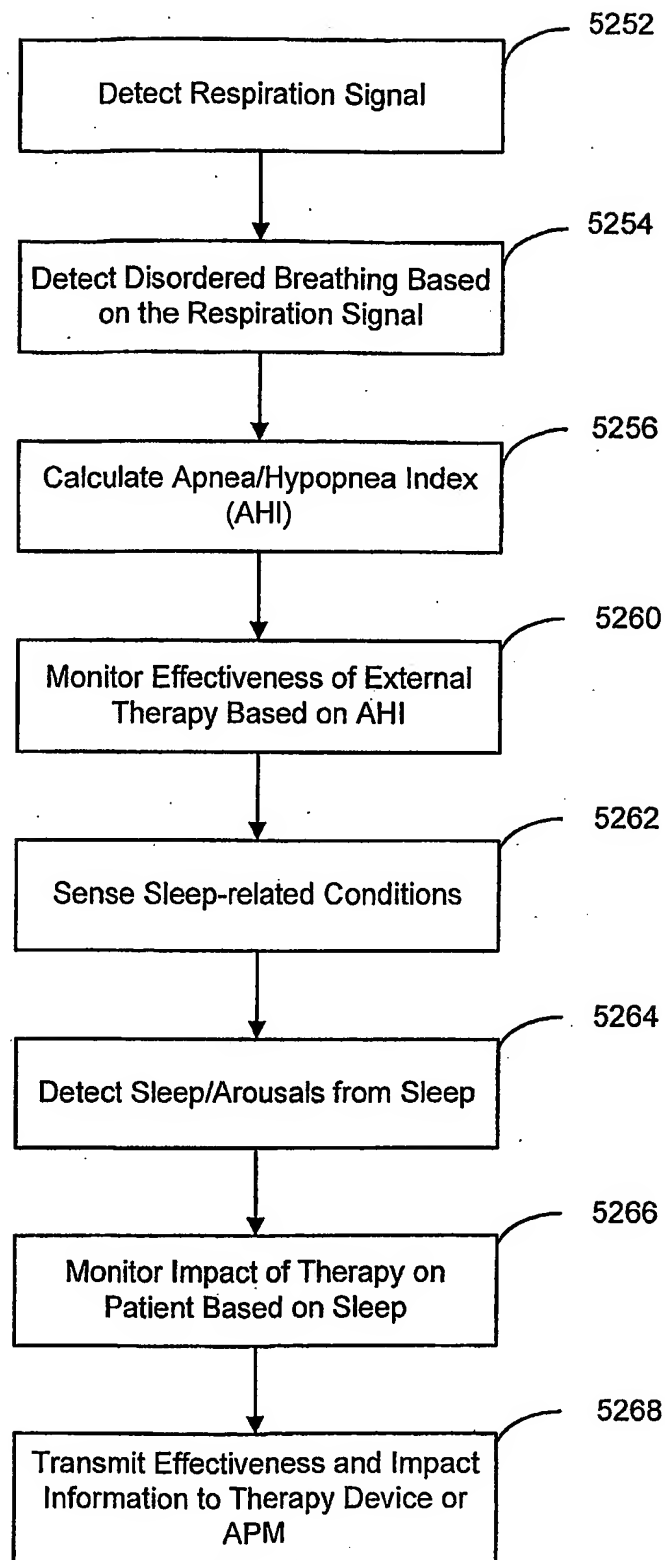 5252
Detect Respiration Signal
5254
Detect Disordered Breathing Based
on the Respiration Signal
5256
Calculate Apnea/Hypopnea Index
(AHI)
5260
Monitor Effectiveness of External
Therapy Based on AHI
5262
Sense Sleep-related Conditions
5264
Detect Sleep/Arousals from Sleep
5266
Monitor Impact of Therapy on
Patient Based on Sleep
5268
Transmit Effectiveness and Impact
Information to Therapy Device or
APM